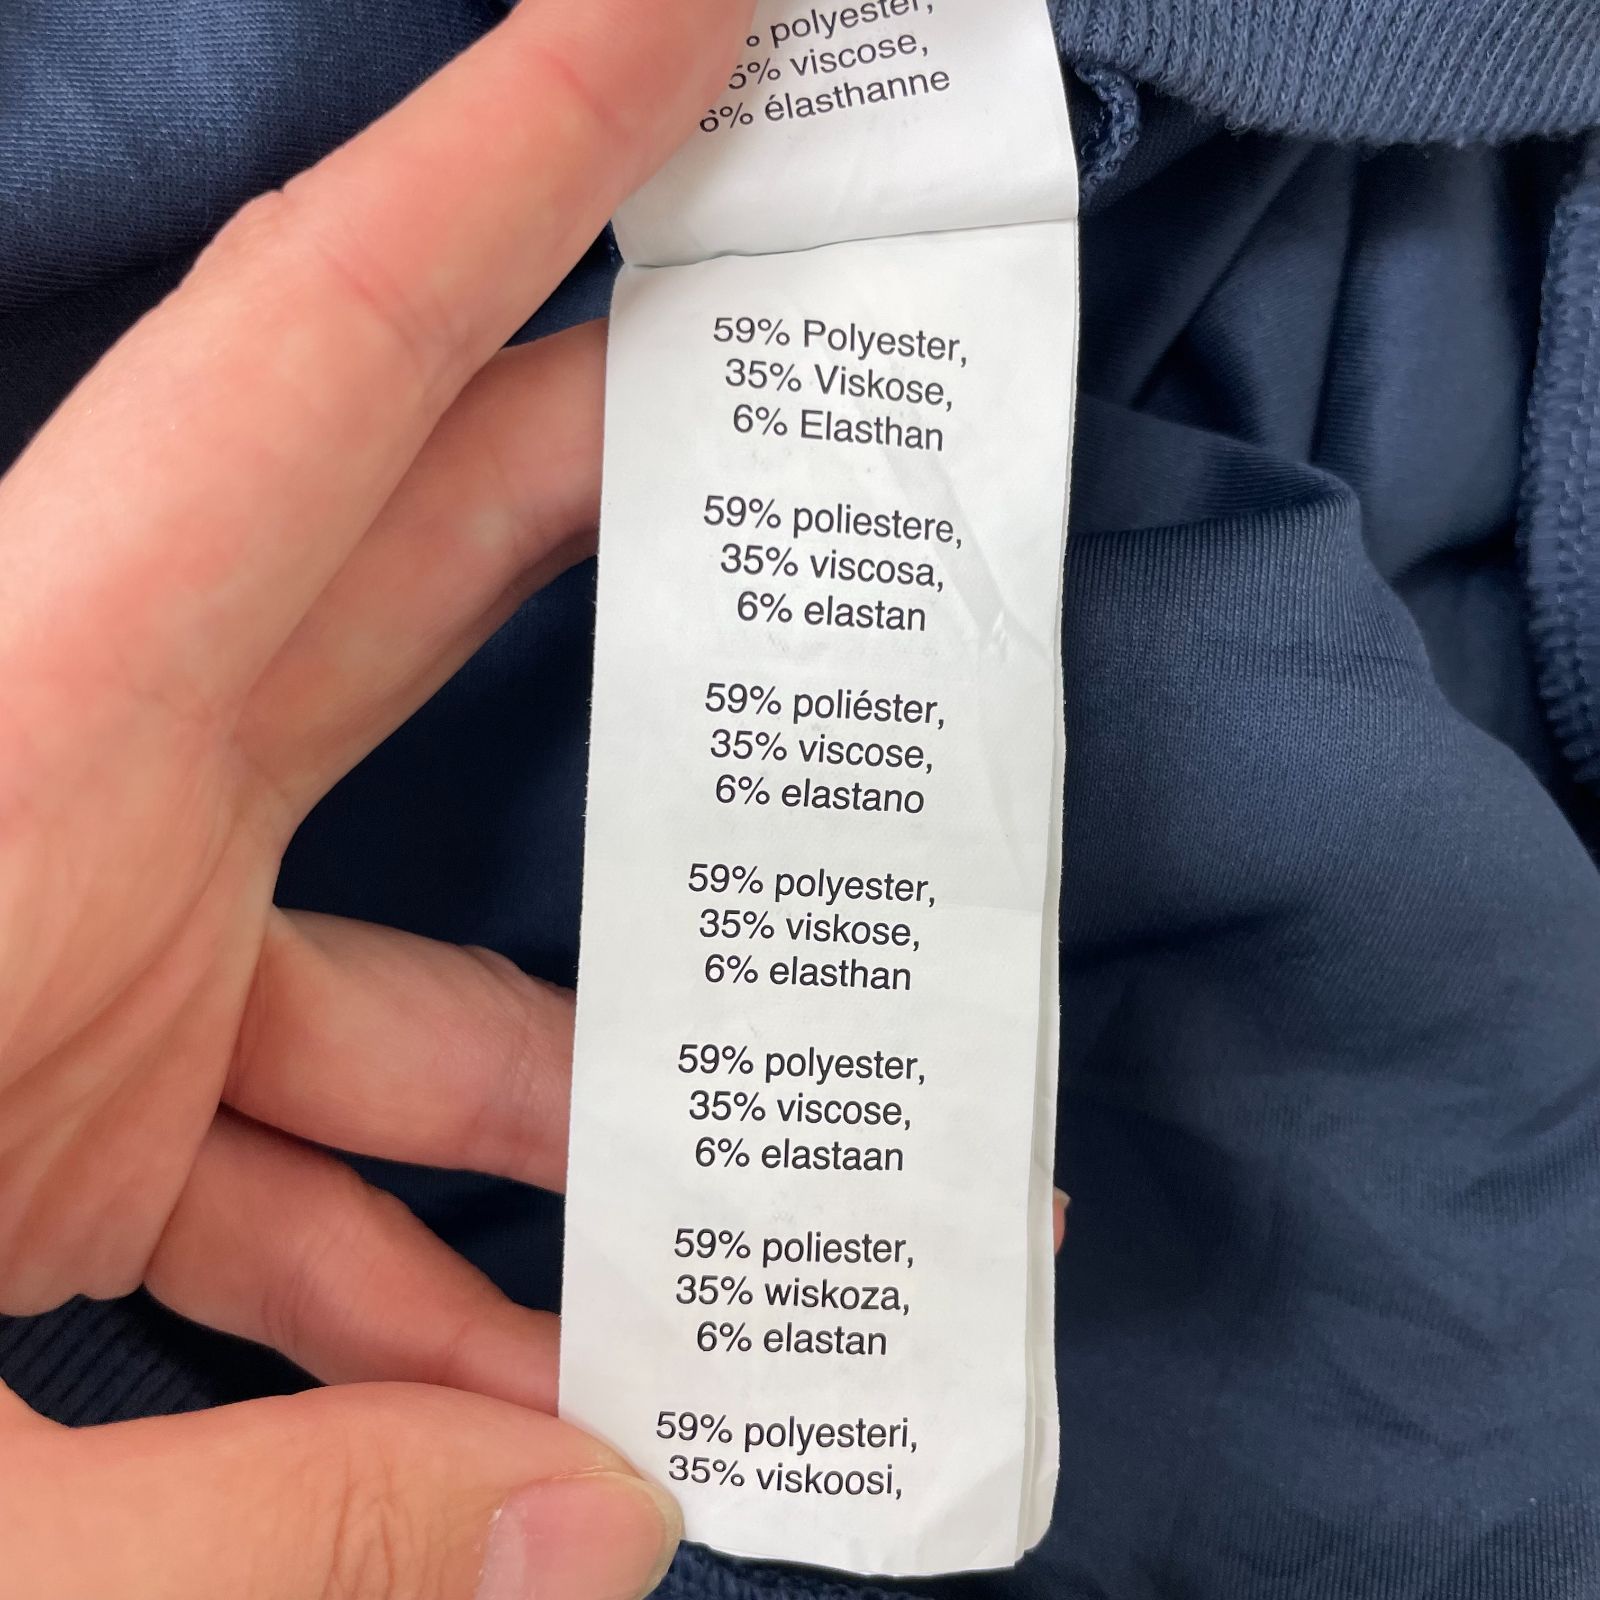 % polyester,
5% viscose,
6% élasthanne
59% Polyester,
35% Viskose,
6% Elasthan
59% poliestere,
35% viscosa,
6% elastan
59% poliéster,
35% viscose,
6% elastano
59% polyester,
35% viskose,
6% elasthan
59% polyester,
35% viscose,
6% elastaan
59% poliester,
35% wiskoza,
6% elastan
59% polyesteri,
35% viskoosi,